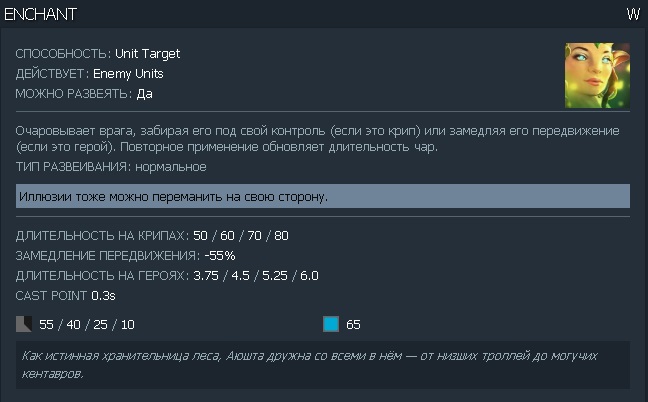 ENCHANT W
СПОСОБНОСТЬ: Unit Target
ДЕЙСТВУЕТ: Enemy Units
МОЖНО РАЗВЕЯТЬ: Да
Очаровывает врага, забирая его под свой контроль (если это крип) или замедляя его передвижение
(если это герой). Повторное применение обновляет длительность чар.
ТИП РАЗВЕИВАНИЯ: нормальное
Иллюзии тоже можно переманить на свою сторону.
ДЛИТЕЛЬНОСТЬ НА КРИПАХ: 50 / 60 / 70 / 80
ЗАМЕДЛЕНИЕ ПЕРЕДВИЖЕНИЯ: -55%
ДЛИТЕЛЬНОСТЬ НА ГЕРОЯХ: 3.75 / 4.5 / 5.25 / 6.0
CAST POINT 0.3s
55 / 40 / 25 / 10 65
Как истинная хранительница леса, Аюшта дружна со всеми в нём — от низших троллей до могучих
кентавров.